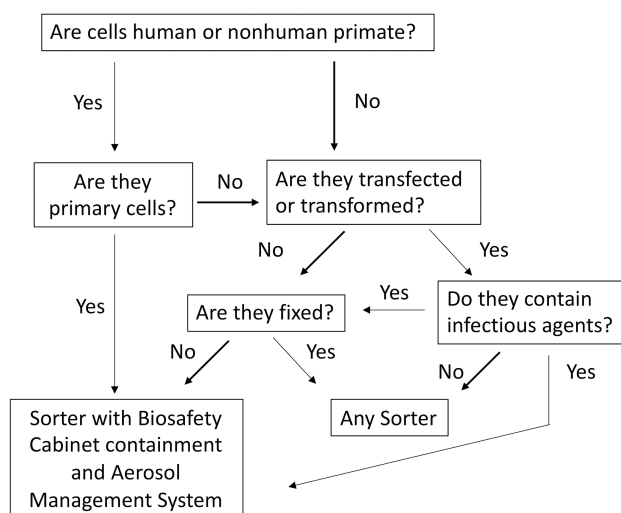 Are cells human or nonhuman primate?
Yes
No
Are they
primary cells?
No
Are they transfected
or transformed?
No
Yes
Yes
Are they fixed?
Yes
Do they contain
infectious agents?
No
Yes
No
Yes
Sorter with Biosafety
Cabinet containment
and Aerosol
Management System
Any Sorter